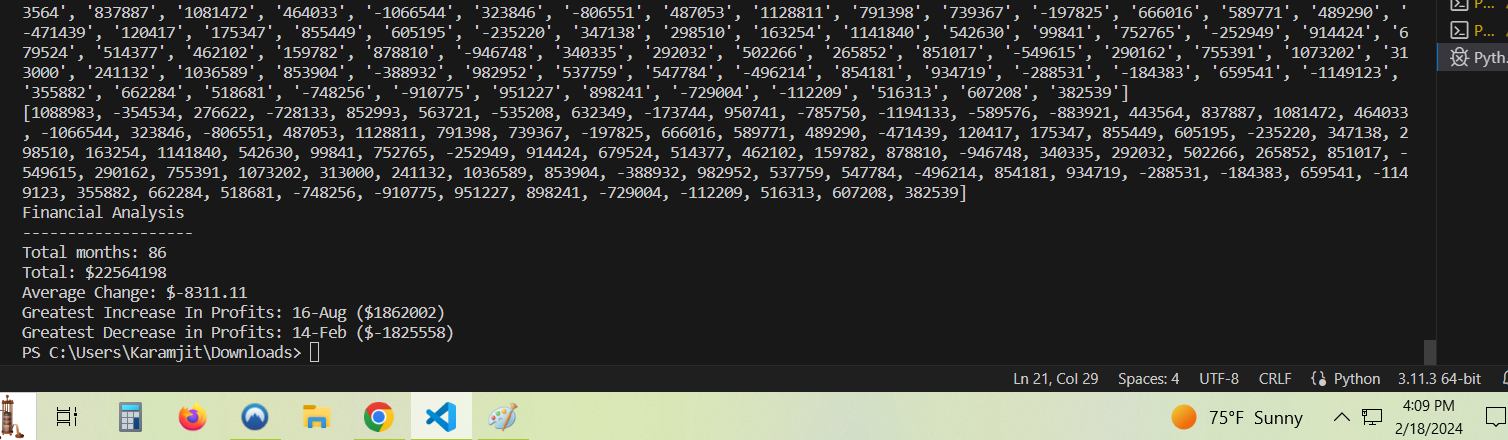 3564', '837887', '1081472', '464033', '-1066544', '323846', '-806551', '487053', '1128811', '791398', '739367', '-197825', '666016', '589771', '489290', '
-471439', '120417', '175347', '855449', '605195', '-235220', '347138', '298510', '163254', '1141840', '542630', '99841', '752765', '-252949', '914424', '6
79524', '514377', '462102', '159782', '878810', '-946748', '340335', '292032', '502266', '265852', '851017', '-549615', '290162', '755391', '1073202', '31
3000', '241132', '1036589', '853904', '-388932', '982952', '537759', '547784', '-496214', '854181', '934719', '-288531', '-184383', '659541', '-1149123',
'355882', '662284', '518681', '-748256', '-910775', '951227', '898241', '-729004', '-112209', '516313', '607208', '382539']
[1088983, -354534, 276622, -728133, 852993, 563721, -535208, 632349, -173744, 950741, -785750, -1194133, -589576, -883921, 443564, 837887, 1081472, 464033
, -1066544, 323846, -806551, 487053, 1128811, 791398, 739367, -197825, 666016, 589771, 489290, -471439, 120417, 175347, 855449, 605195, -235220, 347138, 2
98510, 163254, 1141840, 542630, 99841, 752765, -252949, 914424, 679524, 514377, 462102, 159782, 878810, -946748, 340335, 292032, 502266, 265852, 851017, -
549615, 290162, 755391, 1073202, 313000, 241132, 1036589, 853904, -388932, 982952, 537759, 547784, -496214, 854181, 934719, -288531, -184383, 659541, -114
9123, 355882, 662284, 518681, -748256, -910775, 951227, 898241, -729004, -112209, 516313, 607208, 382539]
Financial Analysis
-------------------
Total months: 86
Total: $22564198
Average Change: $-8311.11
Greatest Increase In Profits: 16-Aug ($1862002)
Greatest Decrease in Profits: 14-Feb ($-1825558)
PS C:\Users\Karamjit\Downloads>
P...
P...
Pyth.
Ln 21, Col 29 Spaces: 4 UTF-8 CRLF Python 3.11.3 64-bit
75°F Sunny
4:09 PM
2/18/2024